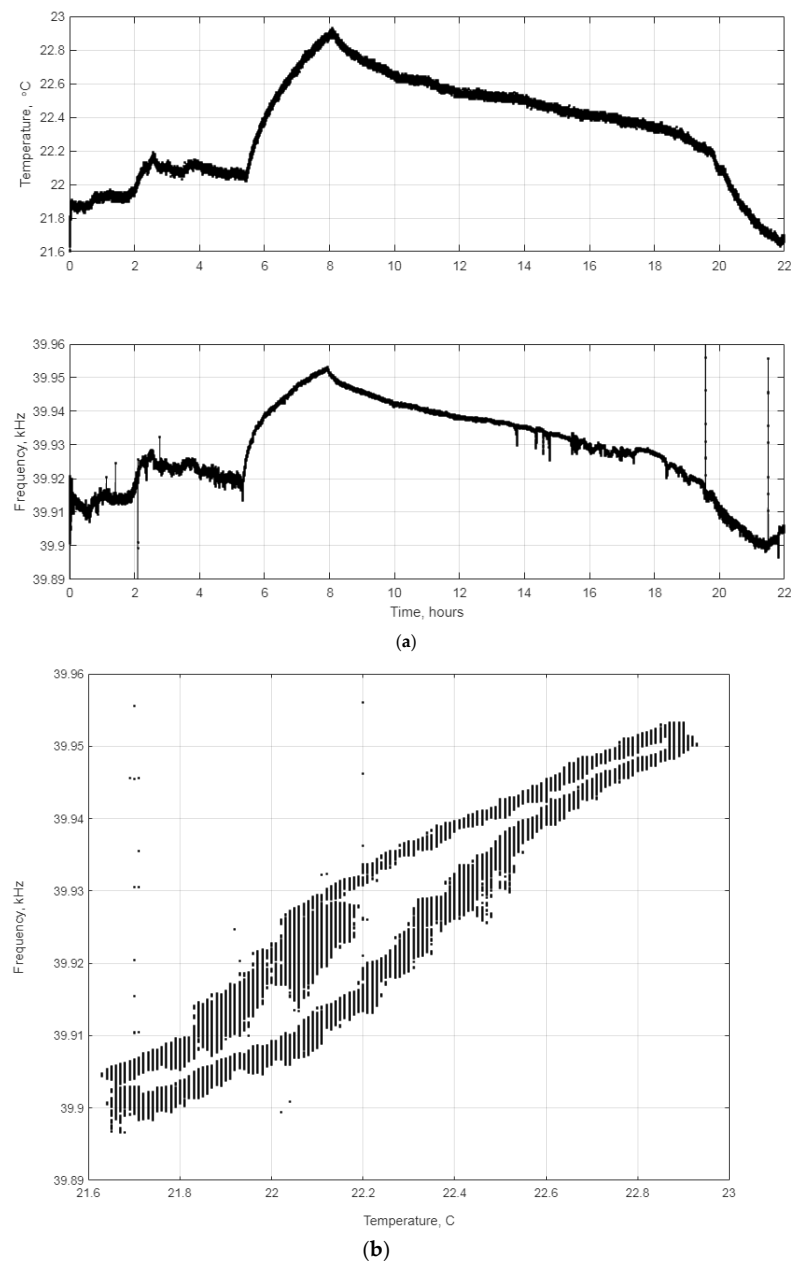 23
22.8
22.6
22.4
22.2
22
21.8
21.6
Temperature, °C
0 2 4 6 8 10 12 14 16 18 20 22
39.96
39.95
39.94
39.93
39.92
39.91
39.9
39.89
Frequency, kHz
0 2 4 6 8 10 12 14 16 18 20 22
Time, hours
(a)
39.96
39.95
39.94
39.93
39.92
39.91
39.9
39.89
Frequency, kHz
21.6 21.8 22 22.2 22.4 22.6 22.8 23
Temperature, C
(b)